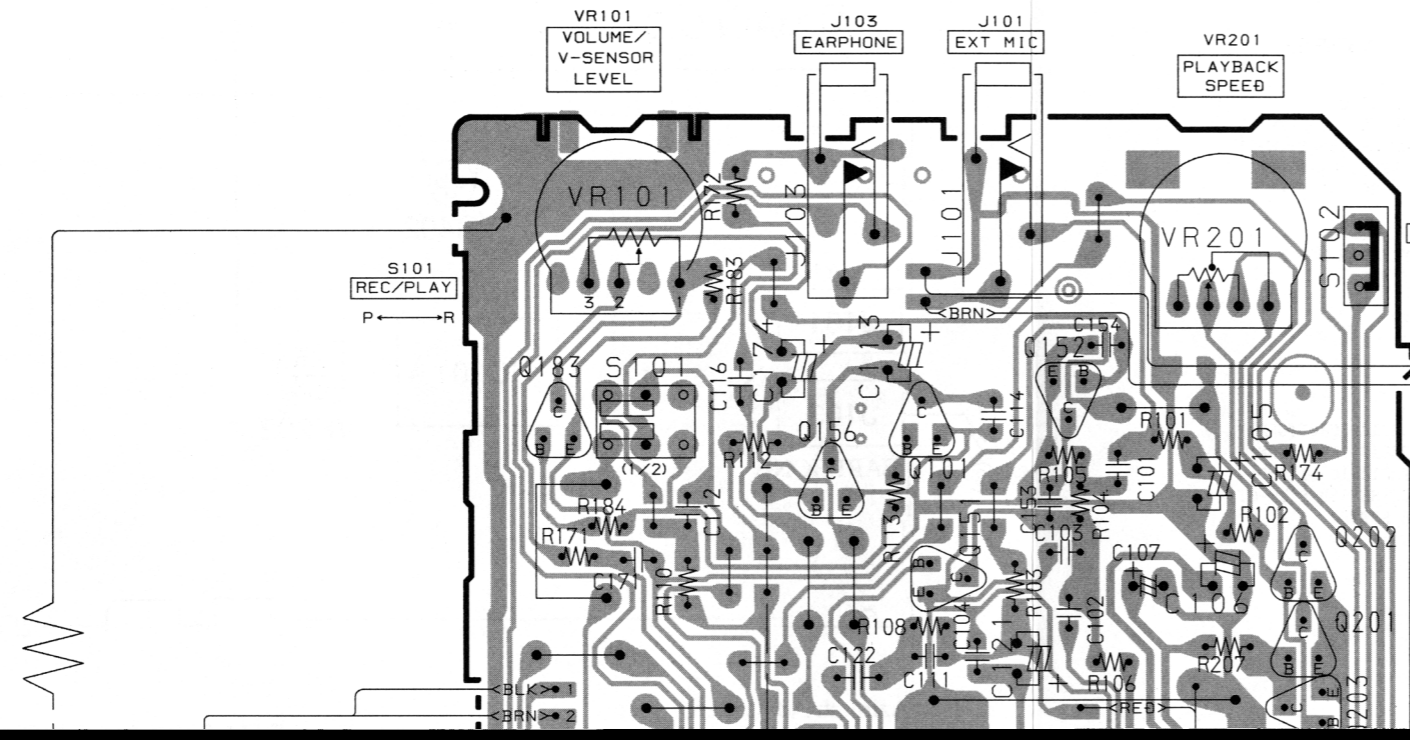 VR101
VOLUME/
V-SENSOR
LEVEL
J103
EARPHONE
J101
EXT MIC
VR201
PLAYBACK
SPEED
VR101
R172
J103
J101
VR201
S102
S101
REC/PLAY
P R
3 2 1
R183
<BRN>
C174 +
C113 +
C154
Q152
E B
C
Q183
C
B E
S101
(1/2)
C116
R112
Q156
C
B E
C
B E
Q101
C114
R101
R105
C101
C105 +
R174
R184
C112
R113
Q151
B
C
E
C153
R104
R102
Q202
C
B E
R171
C171
R110
C103
R103
C107
+
C106
+
C102
R108
C104
C121
+
Q201
C
B E
R207
C122
C111
R106
<BLK> 1
<BRN> 2
<RED>
Q203
E
C
B